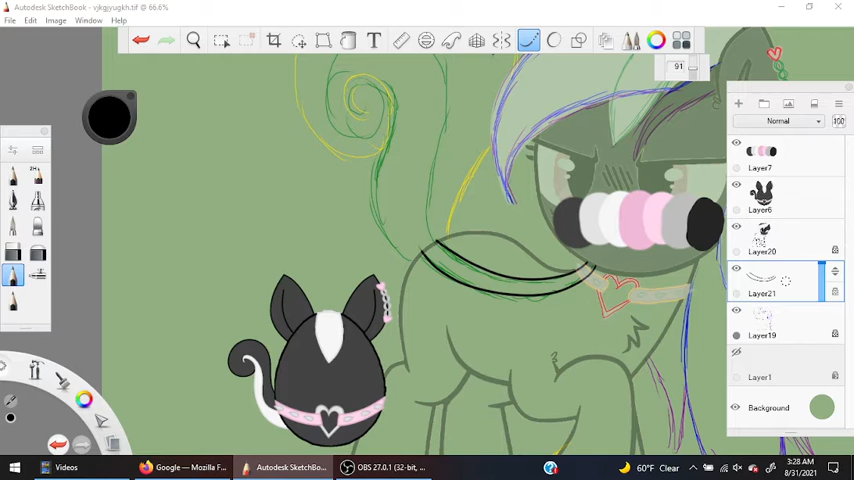 Autodesk SketchBook - vjkgjyugkh.tif @ 66.6%
File Edit Image Window Help
T
91
Normal 100
Layer7
Layer6
Layer20
Layer21
Layer19
Layer1
Background
Videos Google — Mozilla F... Autodesk SketchBo... OBS 27.0.1 (32-bit, ... 60°F Clear 3:28 AM
8/31/2021